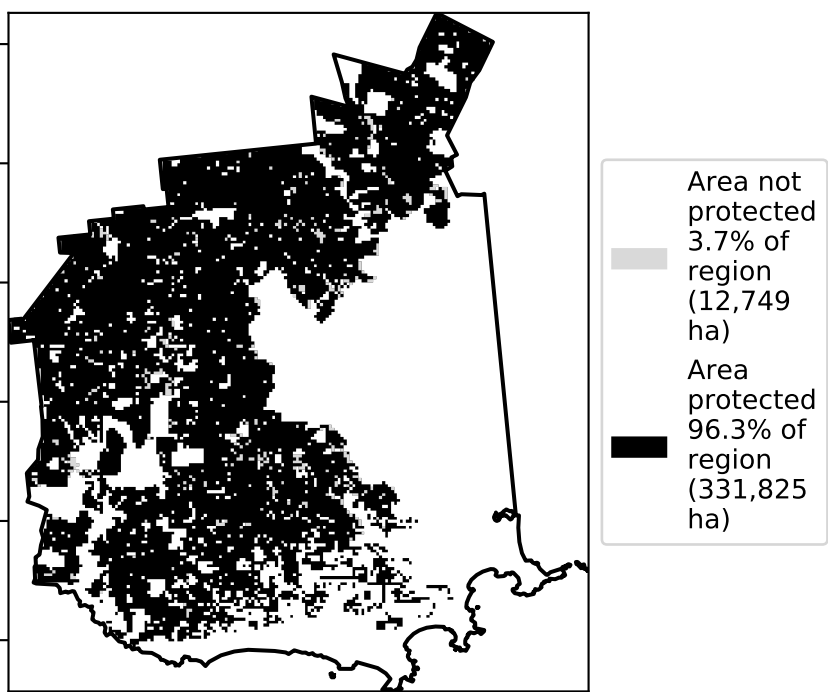 Area not
protected
3.7% of
region
(12,749
ha)
Area
protected
96.3% of
region
(331,825
ha)